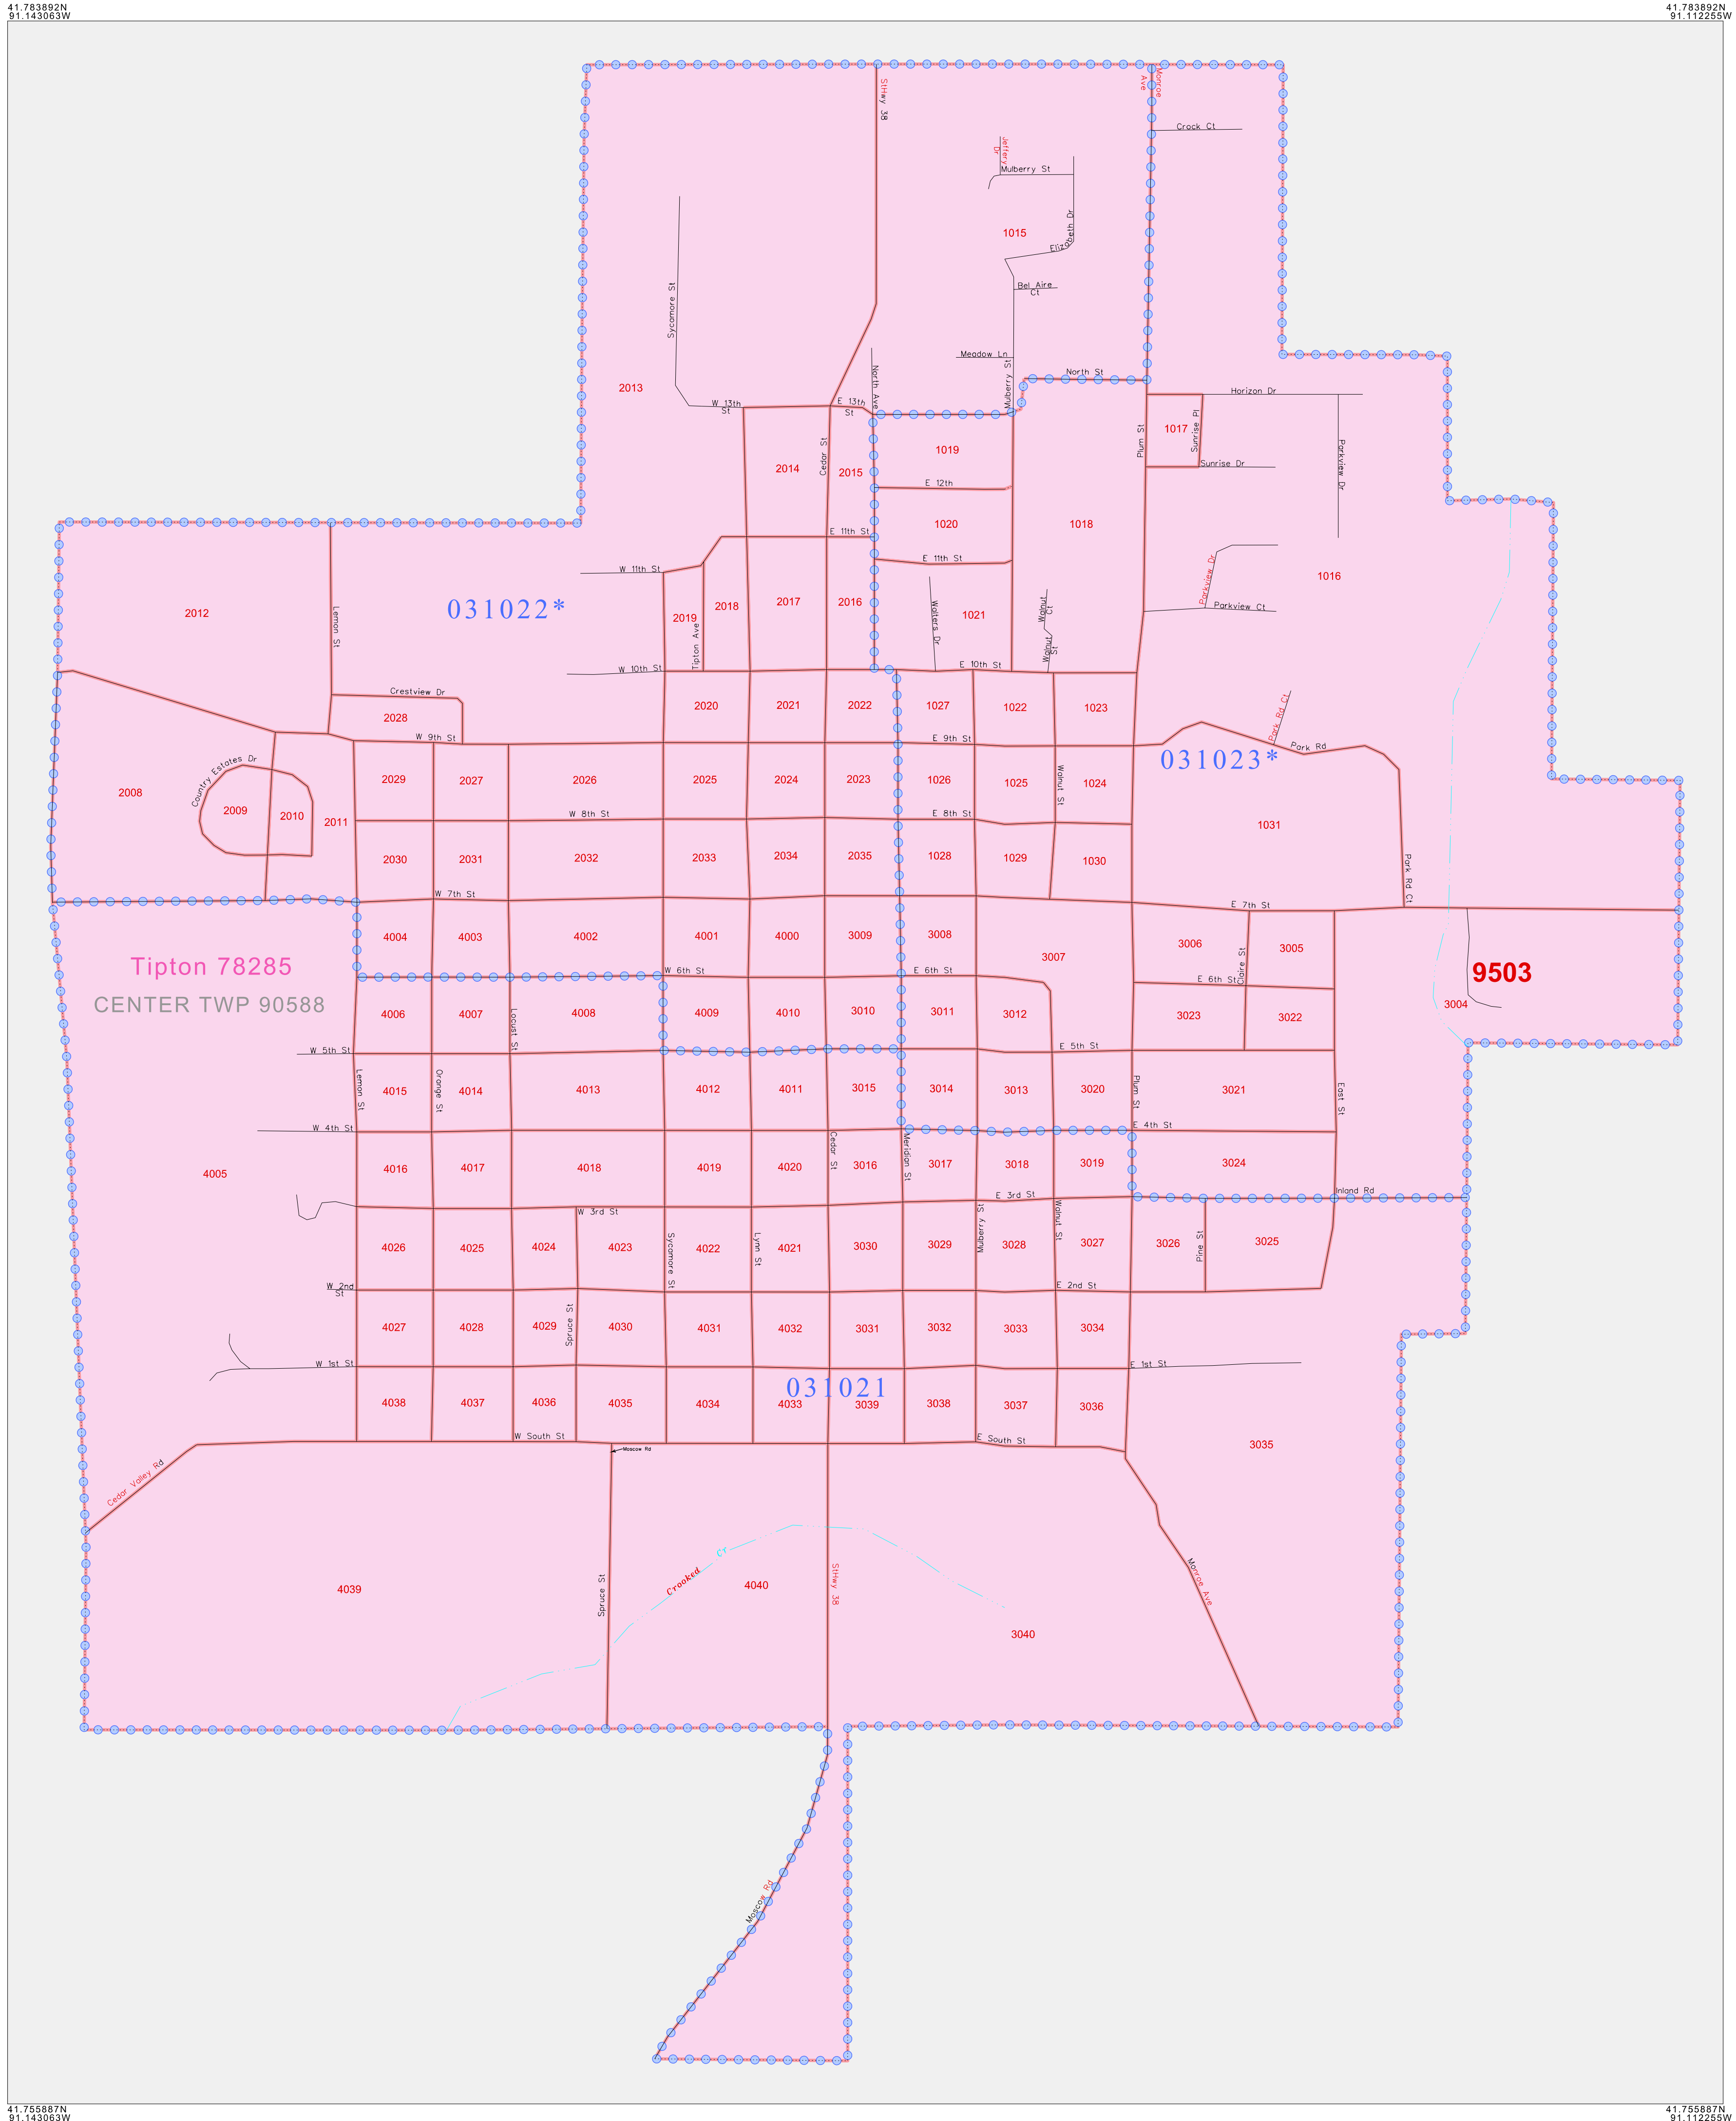 41.783892N
91.143063W
41.783892N
91.112255W
StHwy 38
Monroe
Ave
Crock Ct
Jeffery
Dr
Mulberry St
1015
Elizabeth Dr
Bel Aire
Ct
Sycamore St
Meadow Ln
North Ave
Mulberry St
North St
2013
Horizon Dr
W 13th
St
E 13th
St
1017
Sunrise Pl
Plum St
Parkview Dr
Cedar St
1019
2014
2015
Sunrise Dr
E 12th
1020
1018
E 11th St
E 11th St
W 11th St
Parkview Dr
1016
2012
Lemon St
031022*
2019
2018
2017
2016
Tipton Ave
Walters Dr
1021
Walnut
Ct
Walnut
St
Parkview Ct
W 10th St
E 10th St
Crestview Dr
2028
2020
2021
2022
1027
1022
1023
Park Rd Ct
W 9th St
E 9th St
Park Rd
031023*
Country Estates Dr
2008
2009
2010
2011
2029
2027
2026
2025
2024
2023
1026
1025
Walnut St
1024
W 8th St
E 8th St
1031
2030
2031
2032
2033
2034
2035
1028
1029
1030
Park Rd Ct
W 7th St
E 7th St
4004
4003
4002
4001
4000
3009
3008
3007
3006
Claire St
3005
Tipton 78285
CENTER TWP 90588
9503
W 6th St
E 6th St
E 6th St
3004
4006
4007
Locust St
4008
4009
4010
3010
3011
3012
3023
3022
W 5th St
E 5th St
Lemon St
4015
Orange St
4014
4013
4012
4011
3015
3014
3013
3020
Plum St
3021
East St
W 4th St
E 4th St
4005
4016
4017
4018
4019
4020
Cedar St
3016
Meridian St
3017
3018
3019
3024
E 3rd St
Inland Rd
W 3rd St
4026
4025
4024
4023
Sycamore St
4022
Lynn St
4021
3030
3029
Mulberry St
3028
Walnut St
3027
3026
Pine St
3025
W 2nd
St
E 2nd St
4027
4028
4029
Spruce St
4030
4031
4032
3031
3032
3033
3034
W 1st St
E 1st St
031021
4038
4037
4036
4035
4034
4033
3039
3038
3037
3036
W South St
E South St
Moscow Rd
3035
Cedar Valley Rd
Crooked
Cr
4039
Spruce St
4040
StHwy 38
Monroe Ave
3040
Moscow Rd
41.755887N
91.143063W
41.755887N
91.112255W